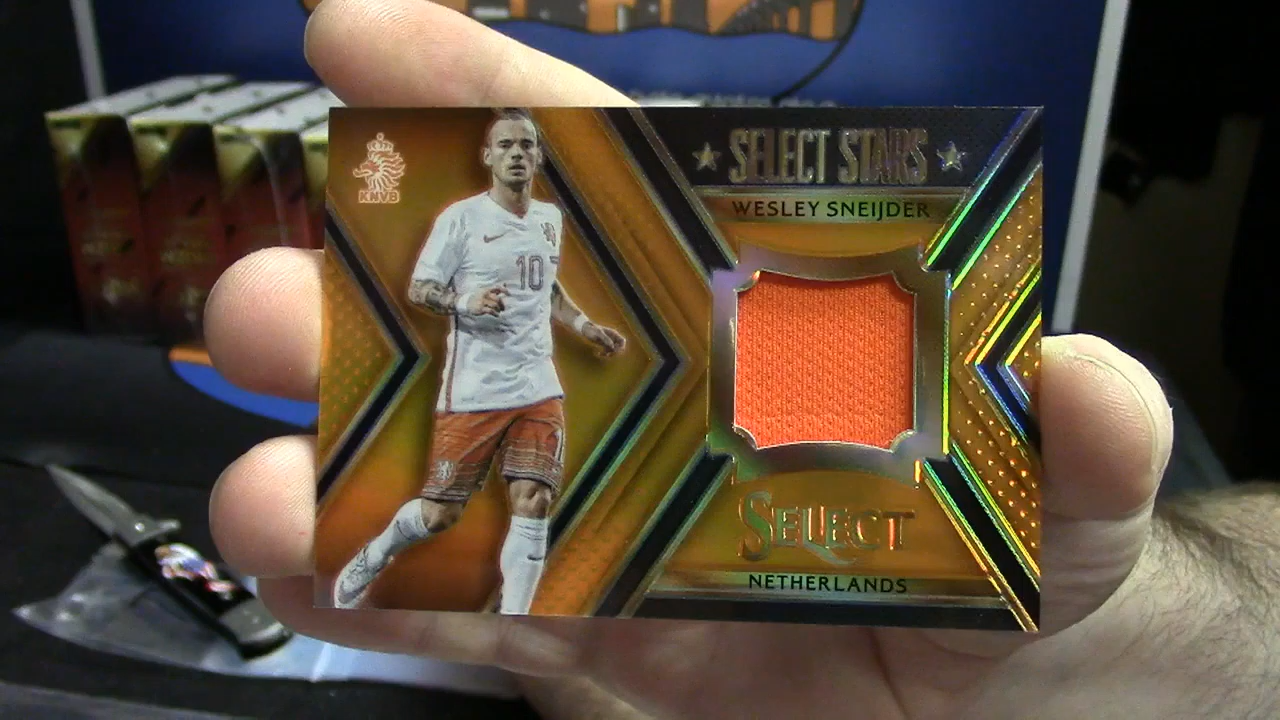 KNVB
SELECT STARS
WESLEY SNEIJDER
10
SELECT
NETHERLANDS